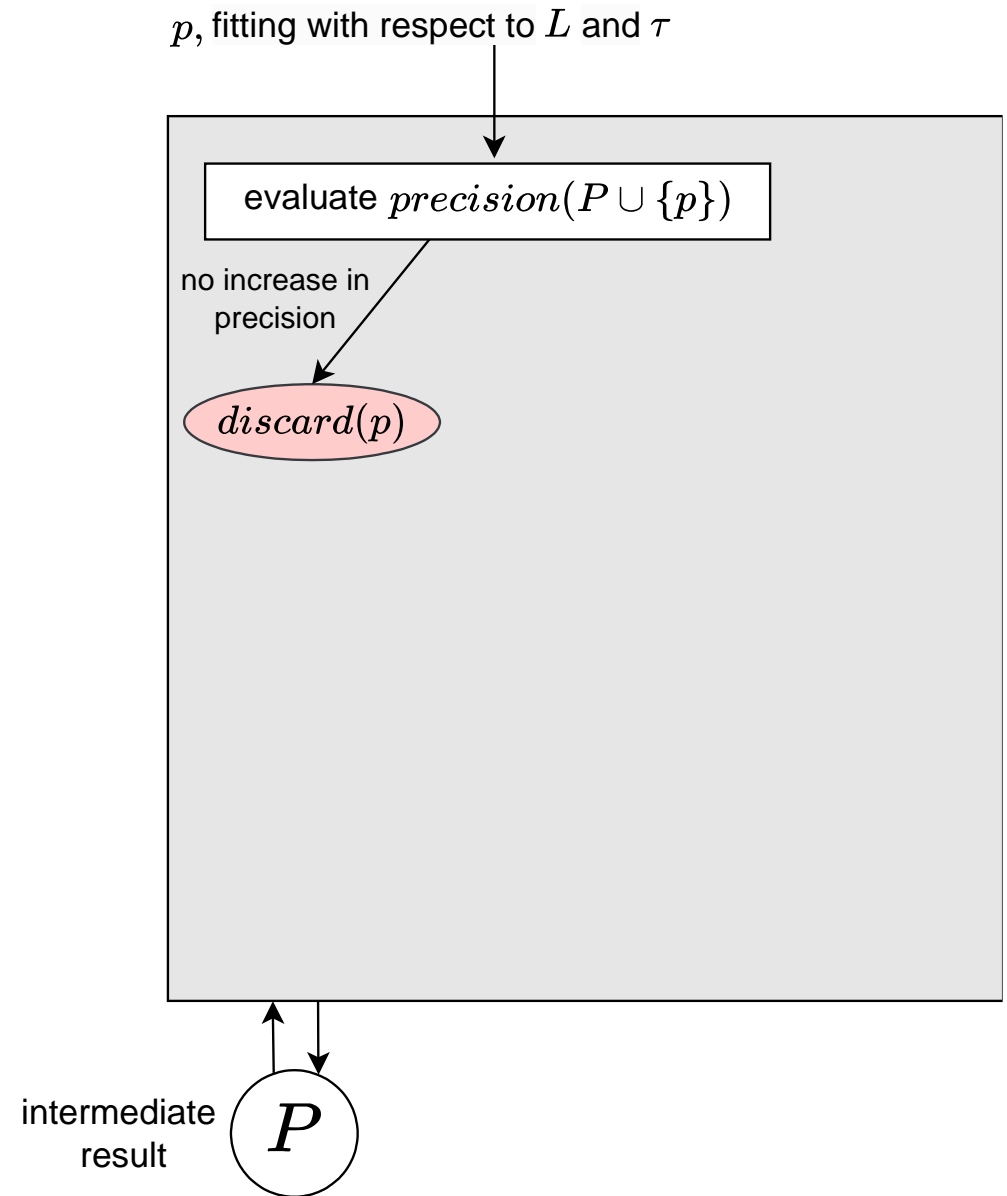 p, fitting with respect to L and τ
evaluate precision(P ∪ {p})
no increase in
precision
discard(p)
intermediate
result
P